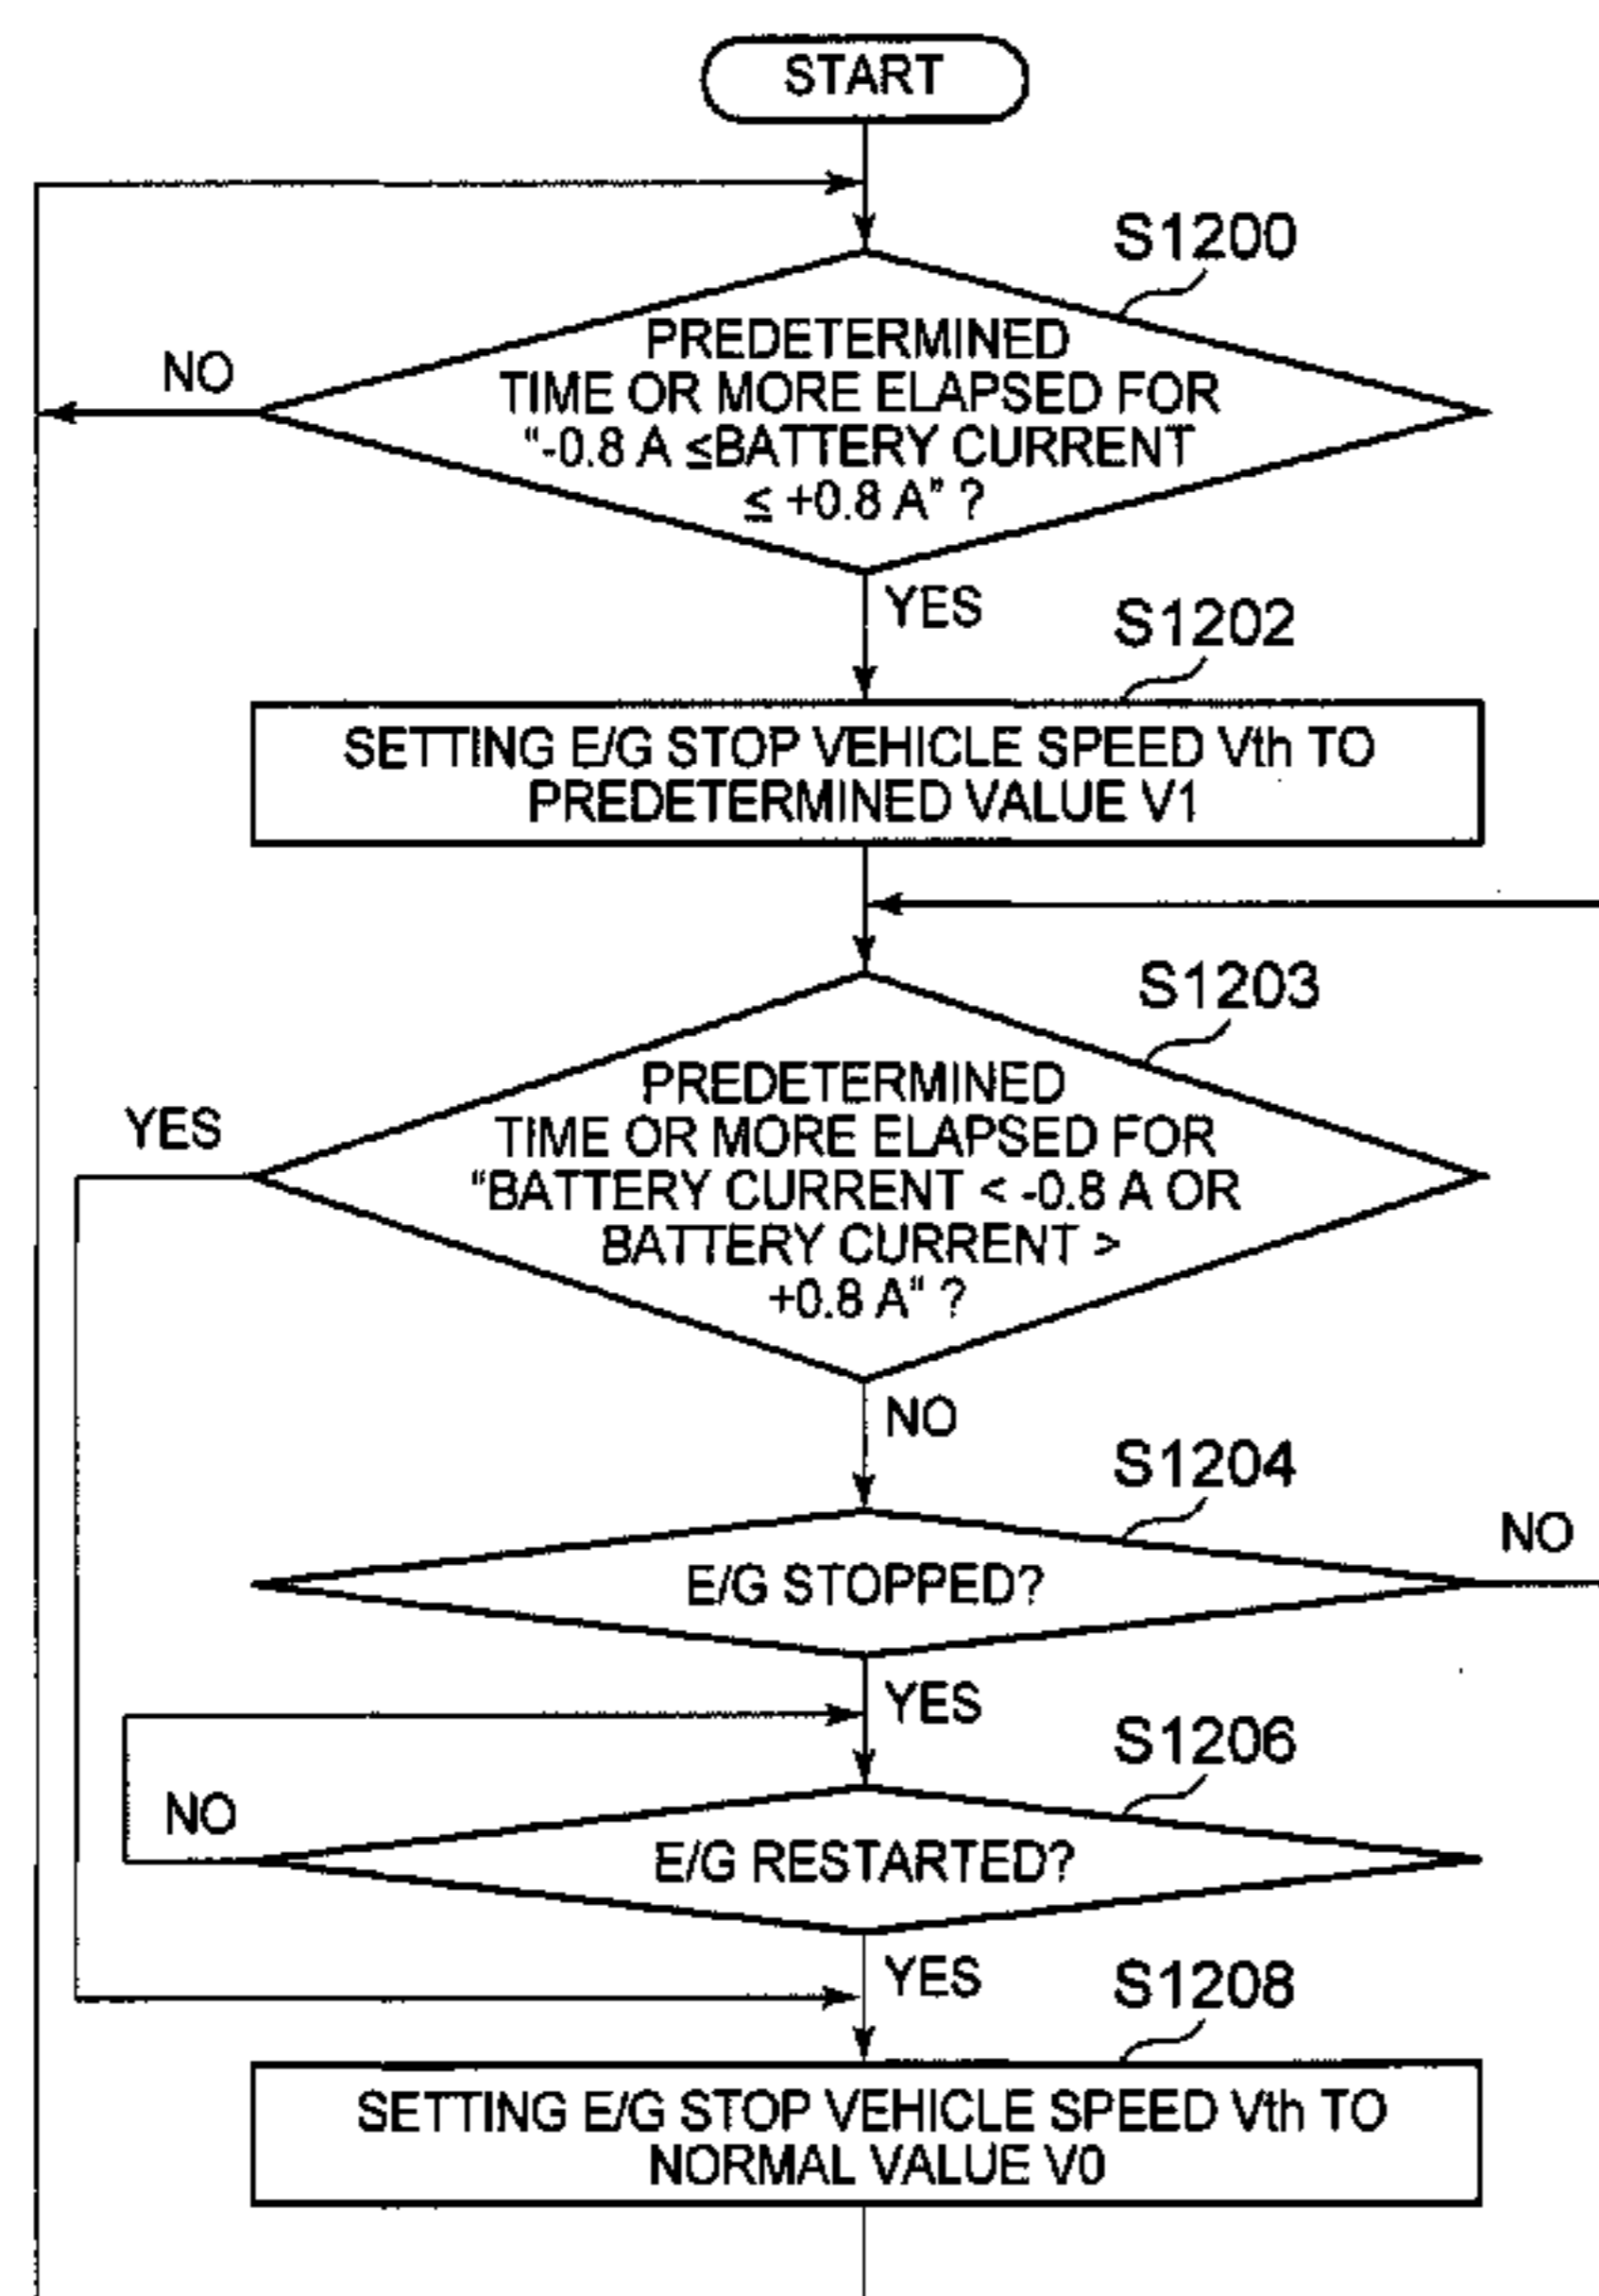 START
S1200
PREDETERMINED
TIME OR MORE ELAPSED FOR
“-0.8 A ≤BATTERY CURRENT
≤ +0.8 A” ?
NO
YES
S1202
SETTING E/G STOP VEHICLE SPEED Vth TO
PREDETERMINED VALUE V1
S1203
PREDETERMINED
TIME OR MORE ELAPSED FOR
“BATTERY CURRENT < -0.8 A OR
BATTERY CURRENT >
+0.8 A“ ?
YES
NO
S1204
E/G STOPPED?
NO
YES
S1206
E/G RESTARTED?
NO
YES
S1208
SETTING E/G STOP VEHICLE SPEED Vth TO
NORMAL VALUE V0